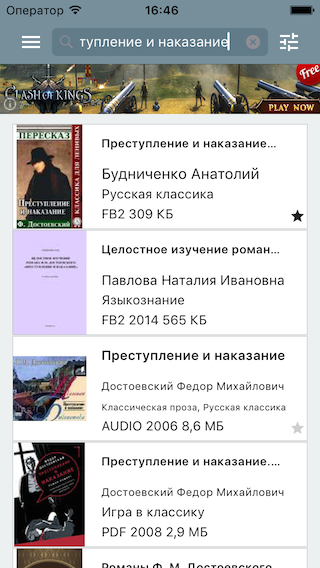 Оператор 16:46
тупление и наказание
CLASH OF KINGS
Free
PLAY NOW
ПЕРЕСКАЗ
КЛАССИКА ДЛЯ ЛЕНИВЫХ
Преступление и наказание
Ф. Достоевский
Преступление и наказание...
Будниченко Анатолий
Русская классика
FB2 309 КБ
Целостное изучение роман...
Павлова Наталия Ивановна
Языкознание
FB2 2014 565 КБ
Преступление и наказание
Достоевский Федор Михайлович
Классическая проза, Русская классика
AUDIO 2006 8,6 МБ
Преступление и наказание....
Достоевский Федор Михайлович
Игра в классику
PDF 2008 2,9 МБ
Романы Ф. М. Достоевского